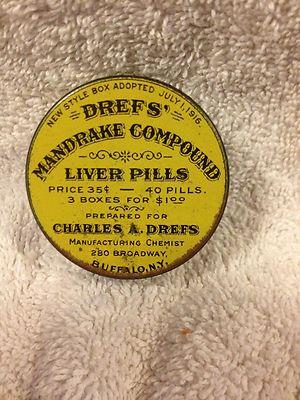 NEW STYLE BOX ADOPTED JULY 1, 1916
DREFS'
MANDRAKE COMPOUND
LIVER PILLS
PRICE 35¢ — 40 PILLS.
3 BOXES FOR $1.00
PREPARED FOR
CHARLES A. DREFS
MANUFACTURING CHEMIST
280 BROADWAY,
BUFFALO, N.Y.